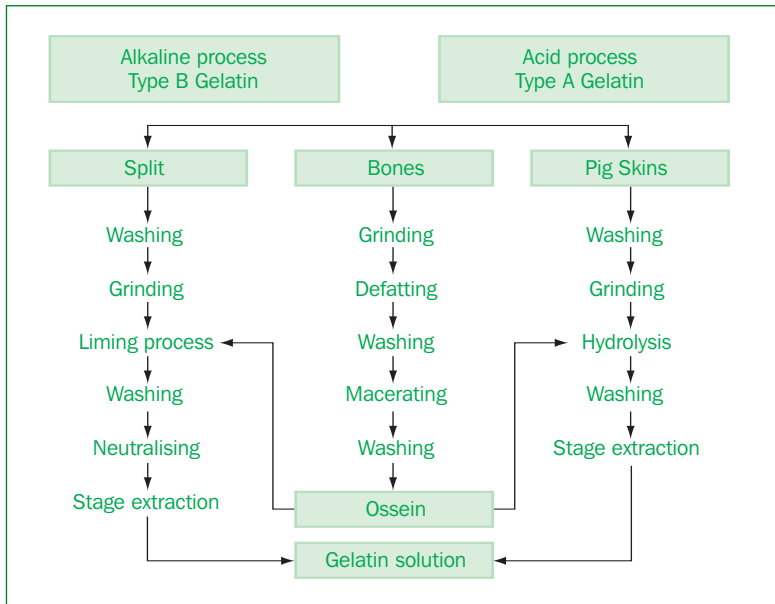 Alkaline process
Type B Gelatin
Acid process
Type A Gelatin
Split
Bones
Pig Skins
Washing
Grinding
Washing
Grinding
Defatting
Grinding
Liming process
Washing
Hydrolysis
Washing
Macerating
Washing
Neutralising
Washing
Stage extraction
Stage extraction
Ossein
Gelatin solution